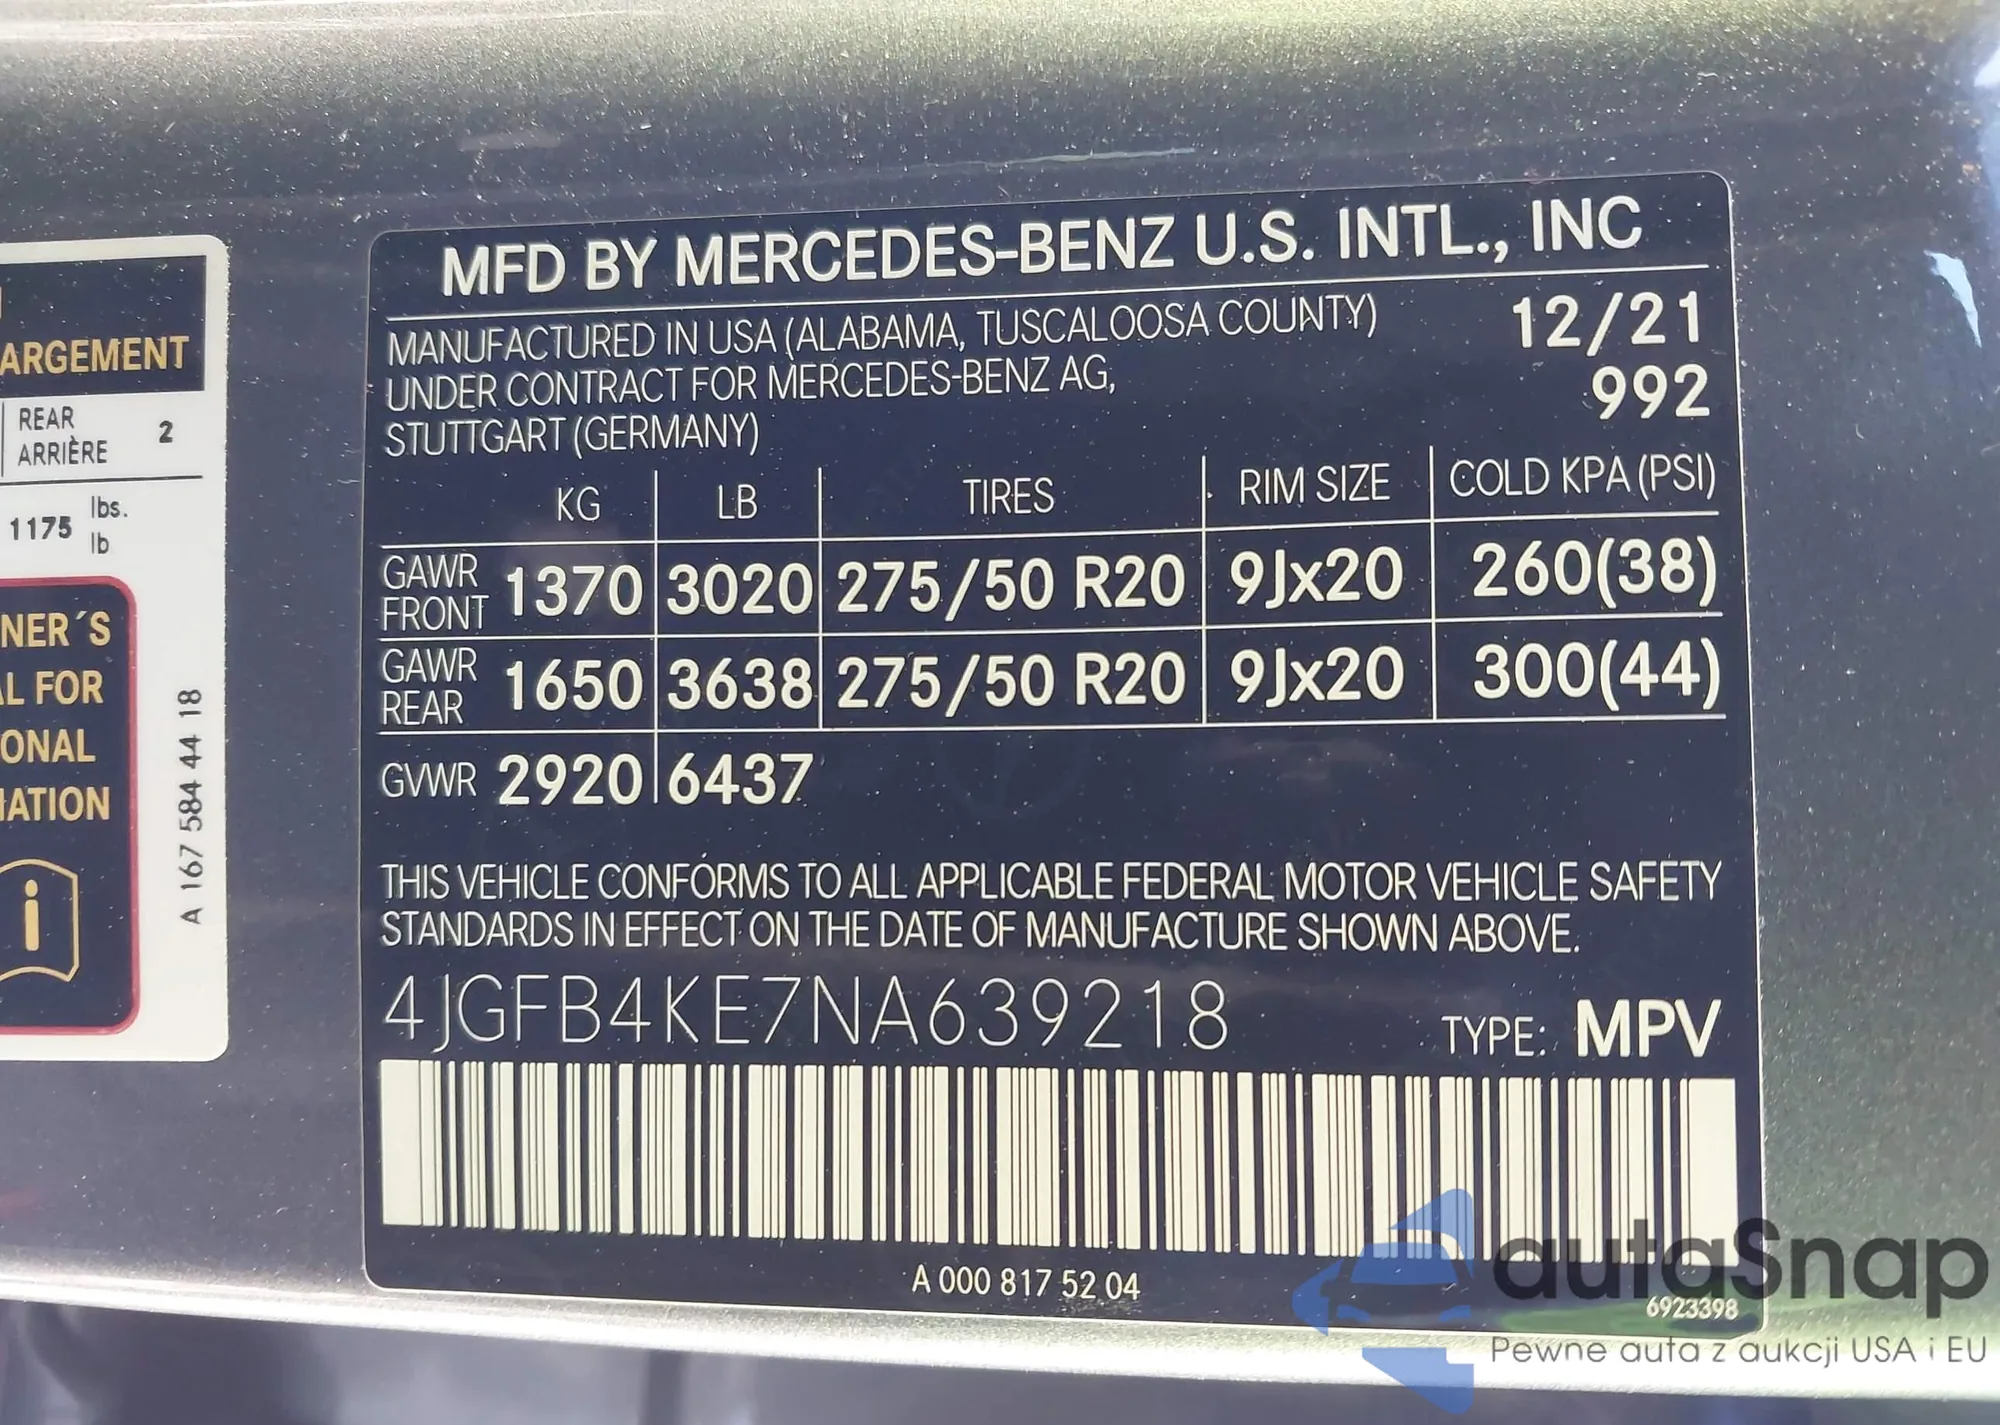 ARGEMENT
REAR
ARRIÈRE 2
1175 lbs.
lb
NER´S
L FOR
ONAL
ATION
i
A 167 584 44 18
MFD BY MERCEDES-BENZ U.S. INTL., INC
MANUFACTURED IN USA (ALABAMA, TUSCALOOSA COUNTY) 12/21
UNDER CONTRACT FOR MERCEDES-BENZ AG, 992
STUTTGART (GERMANY)
KG LB TIRES RIM SIZE COLD KPA (PSI)
GAWR FRONT 1370 3020 275/50 R20 9Jx20 260(38)
GAWR REAR 1650 3638 275/50 R20 9Jx20 300(44)
GVWR 2920 6437
THIS VEHICLE CONFORMS TO ALL APPLICABLE FEDERAL MOTOR VEHICLE SAFETY
STANDARDS IN EFFECT ON THE DATE OF MANUFACTURE SHOWN ABOVE.
4JGFB4KE7NA639218 TYPE: MPV
A 000 817 52 04
6923398
autaSnap
Pewne auta z aukcji USA i EU